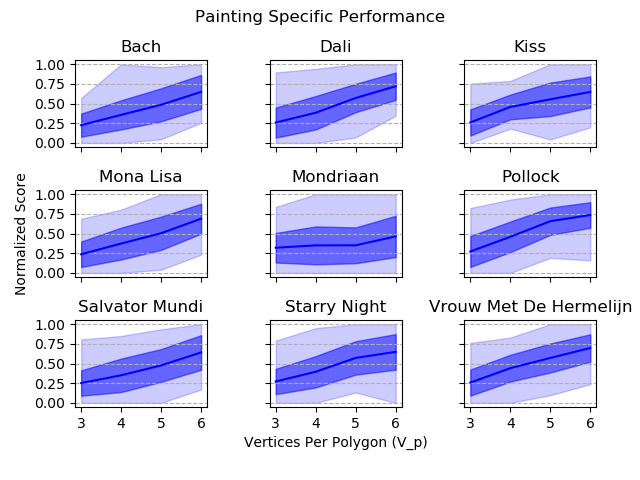 Painting Specific Performance
Bach
Dali
Kiss
1.00
0.75
0.50
0.25
0.00
Mona Lisa
Mondriaan
Pollock
Normalized Score
1.00
0.75
0.50
0.25
0.00
Salvator Mundi
Starry Night
Vrouw Met De Hermelijn
1.00
0.75
0.50
0.25
0.00
3 4 5 6
3 4 5 6
3 4 5 6
Vertices Per Polygon (V_p)